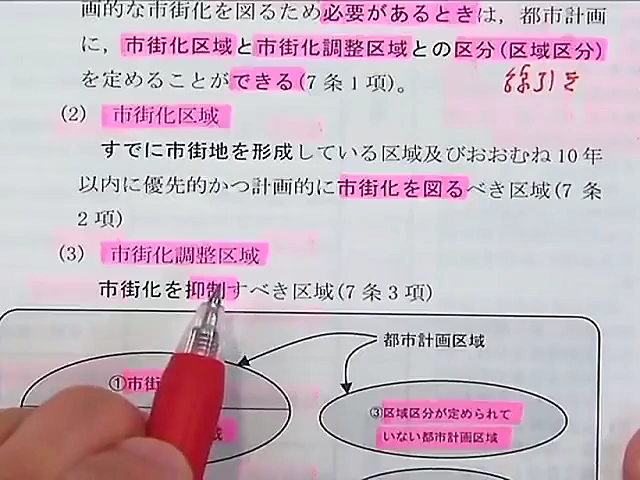 画的な市街化を図るため必要があるときは，都市計画
に，市街化区域と市街化調整区域との区分（区域区分）
を定めることができる（7条1項）。
線引き
(2) 市街化区域
すでに市街地を形成している区域及びおおむね10年
以内に優先的かつ計画的に市街化を図るべき区域（7条
2項）
(3) 市街化調整区域
市街化を抑制すべき区域（7条3項）
都市計画区域
①市街
③区域区分が定められて
いない都市計画区域
域